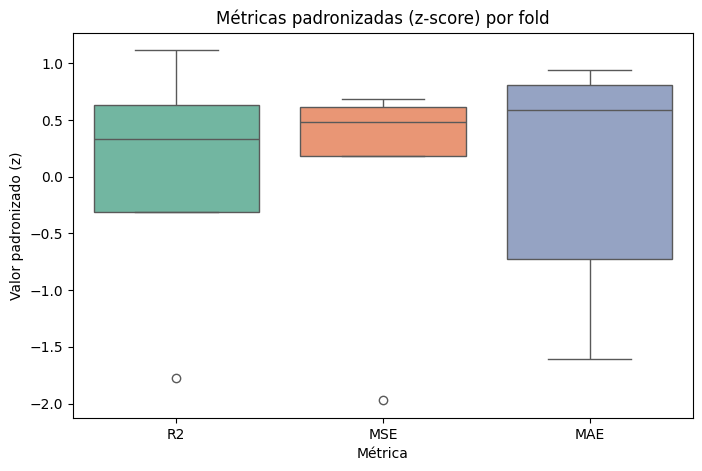 Métricas padronizadas (z-score) por fold
Valor padronizado (z)
1.0
0.5
0.0
−0.5
−1.0
−1.5
−2.0
R2 MSE MAE
Métrica